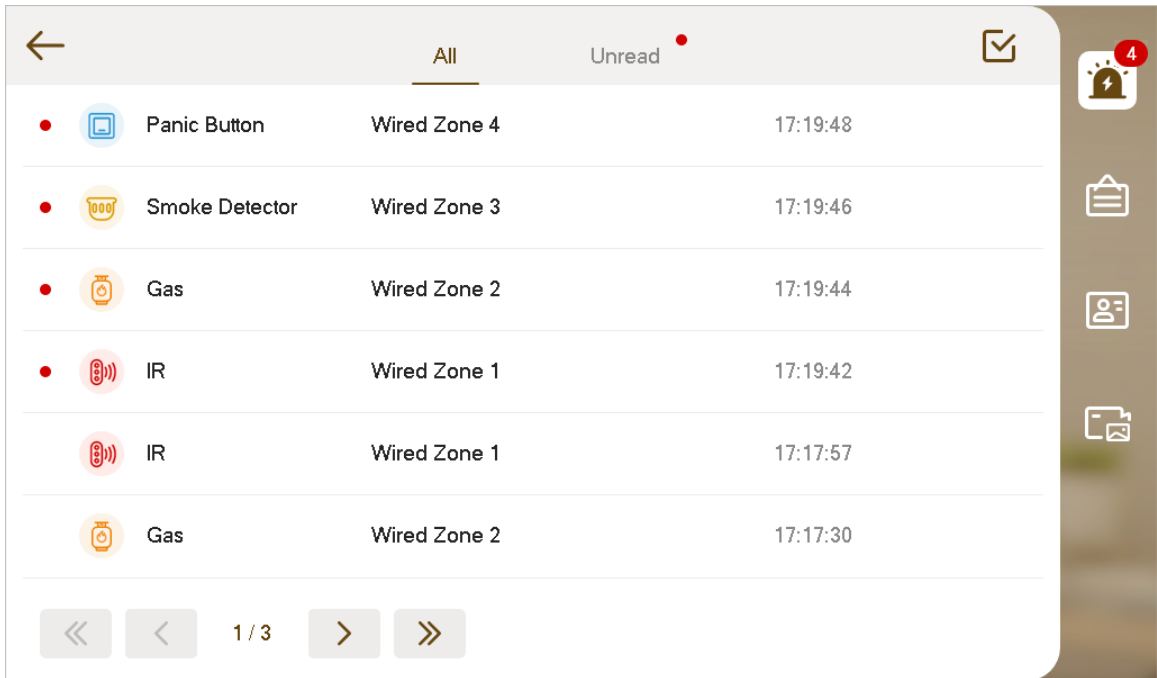 All Unread
4
Panic Button Wired Zone 4 17:19:48
Smoke Detector Wired Zone 3 17:19:46
Gas Wired Zone 2 17:19:44
IR Wired Zone 1 17:19:42
IR Wired Zone 1 17:17:57
Gas Wired Zone 2 17:17:30
1 / 3